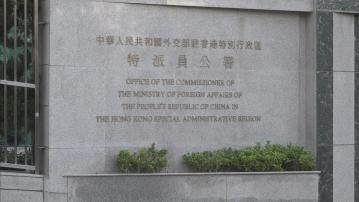 中華人民共和國外交部駐香港特別行政區
特派員公署
OFFICE OF THE COMMISSIONER OF
THE MINISTRY OF FOREIGN AFFAIRS OF
THE PEOPLE'S REPUBLIC OF CHINA IN
THE HONG KONG SPECIAL ADMINISTRATIVE REGION